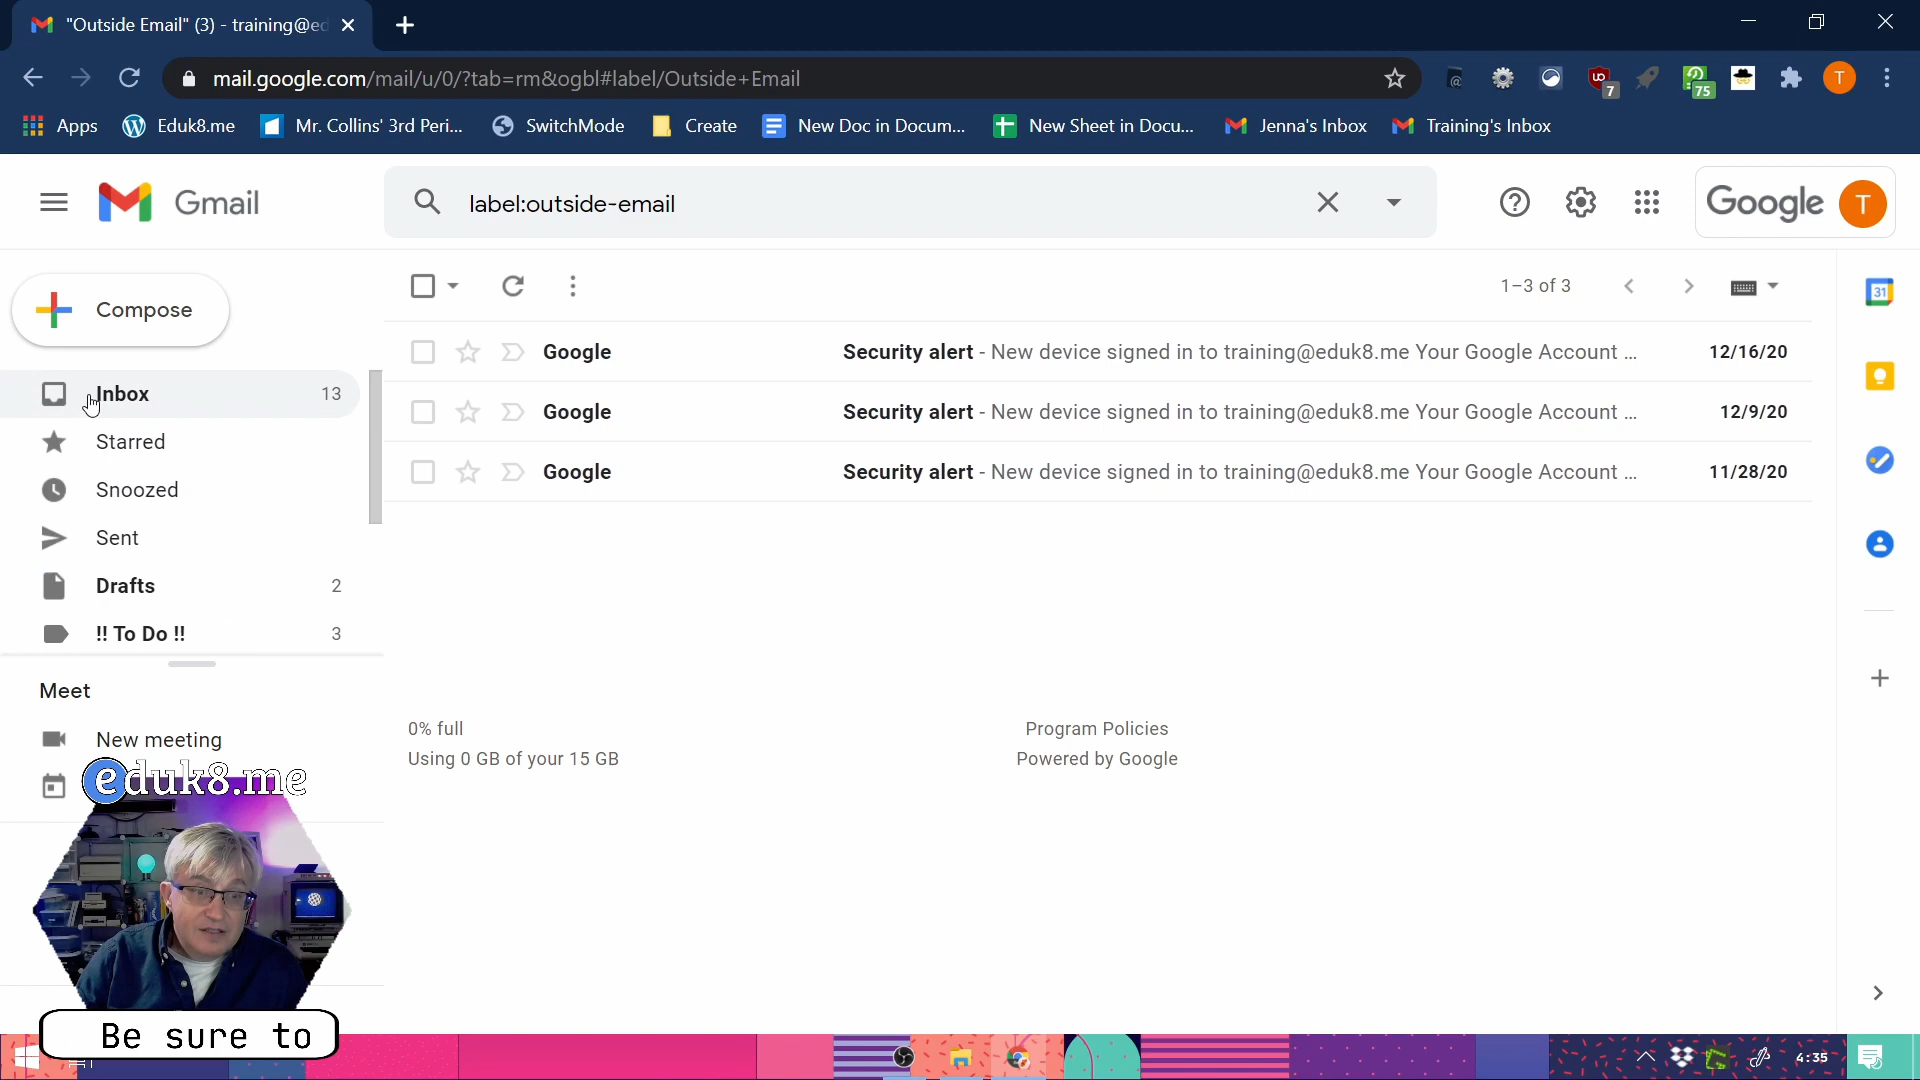 "Outside Email" (3) - training@ed
mail.google.com/mail/u/0/?tab=rm&ogbl#label/Outside+Email
7
75
T
Apps
Eduk8.me
Mr. Collins' 3rd Peri...
SwitchMode
Create
New Doc in Docum...
New Sheet in Docu...
Jenna's Inbox
Training's Inbox
Gmail
label:outside-email
Google
T
Compose
1–3 of 3
31
Google Security alert - New device signed in to training@eduk8.me Your Google Account ... 12/16/20
Google Security alert - New device signed in to training@eduk8.me Your Google Account ... 12/9/20
Google Security alert - New device signed in to training@eduk8.me Your Google Account ... 11/28/20
Inbox 13
Starred
Snoozed
Sent
Drafts 2
!! To Do !! 3
Meet
New meeting
0% full
Using 0 GB of your 15 GB
Program Policies
Powered by Google
eduk8.me
Be sure to
4:35